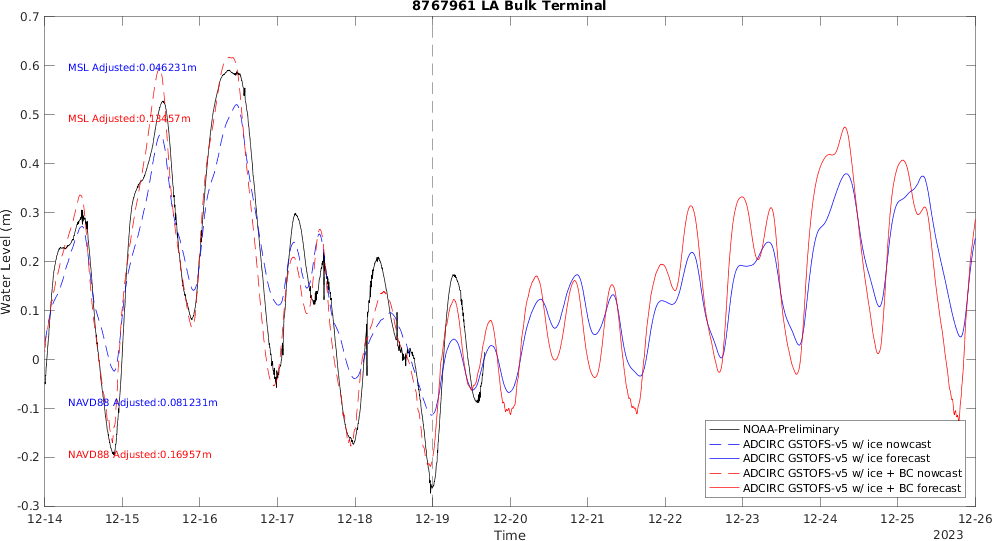 8767961 LA Bulk Terminal
0.7
0.6
0.5
0.4
0.3
0.2
0.1
0
-0.1
-0.2
-0.3
Water Level (m)
MSL Adjusted:0.046231m
MSL Adjusted:0.13457m
NAVD88 Adjusted:0.081231m
NAVD88 Adjusted:0.16957m
NOAA-Preliminary
ADCIRC GSTOFS-v5 w/ ice nowcast
ADCIRC GSTOFS-v5 w/ ice forecast
ADCIRC GSTOFS-v5 w/ ice + BC nowcast
ADCIRC GSTOFS-v5 w/ ice + BC forecast
12-14 12-15 12-16 12-17 12-18 12-19 12-20 12-21 12-22 12-23 12-24 12-25 12-26
Time
2023